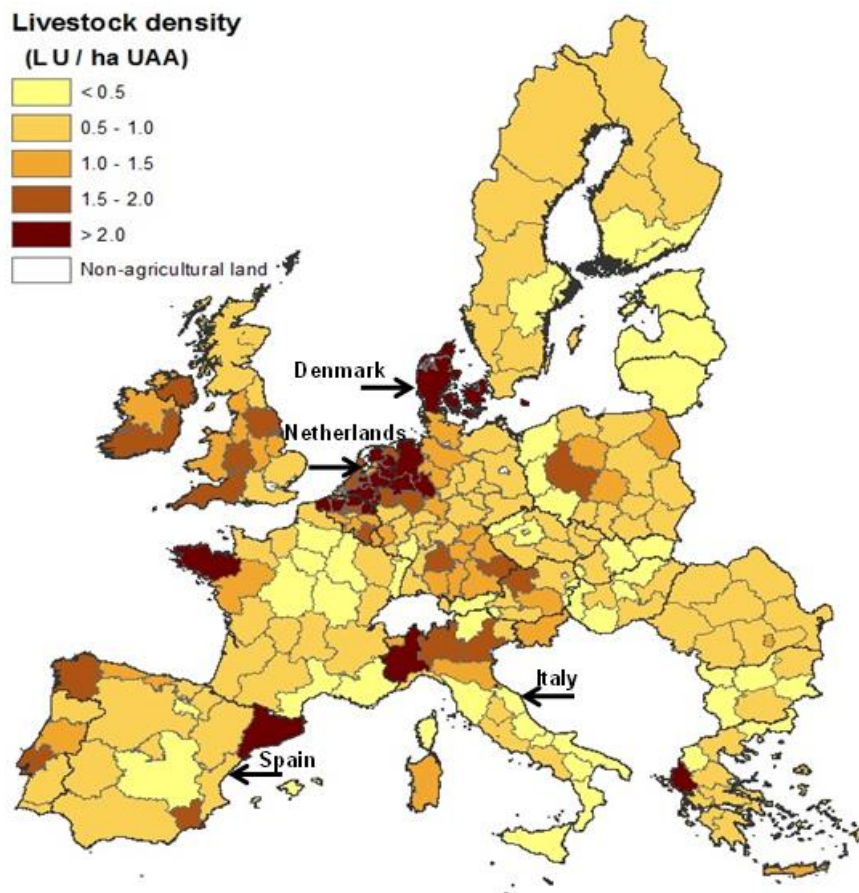 Livestock density
(LU / ha UAA)
< 0.5
0.5 - 1.0
1.0 - 1.5
1.5 - 2.0
> 2.0
Non-agricultural land
Denmark
Netherlands
Italy
Spain